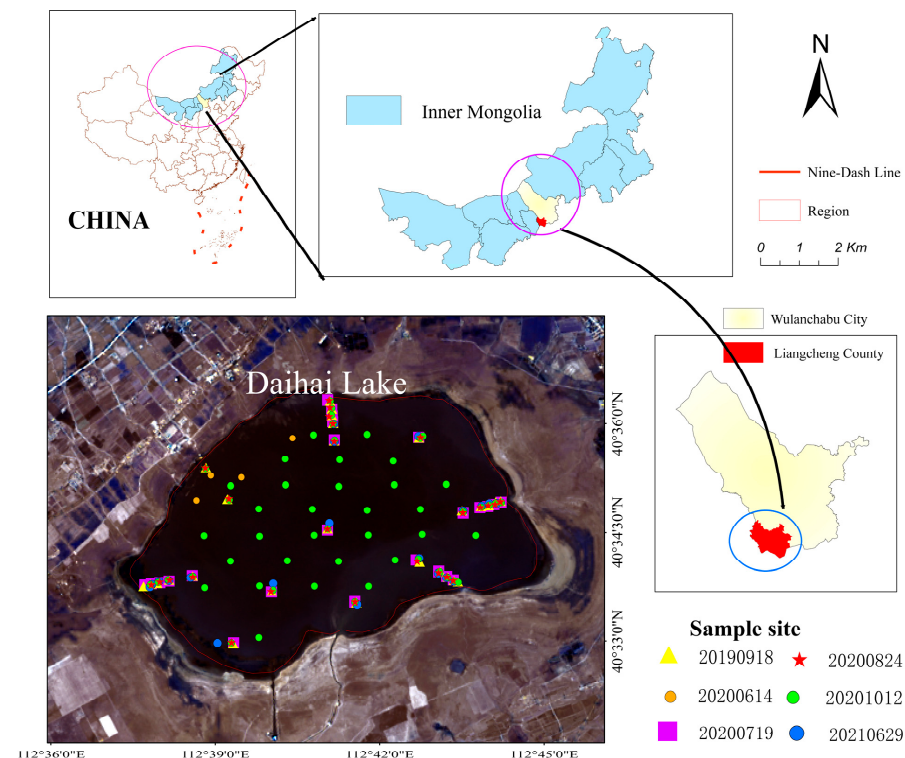 CHINA
Inner Mongolia
N
Nine-Dash Line
Region
0 1 2 Km
Wulanchabu City
Liangcheng County
Daihai Lake
40°36'0"N
40°34'30"N
40°33'0"N
112°36'0"E
112°39'0"E
112°42'0"E
112°45'0"E
Sample site
20190918
20200824
20200614
20201012
20200719
20210629